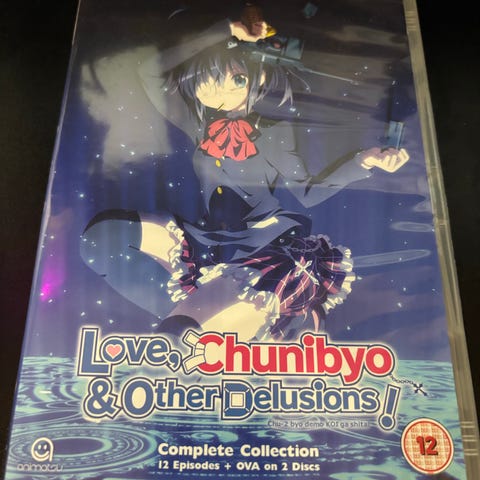 Love, Chunibyo
& Other Delusions!
Chu-2 byo demo KOI ga shita!
Complete Collection
12 Episodes + OVA on 2 Discs
animatsu
12